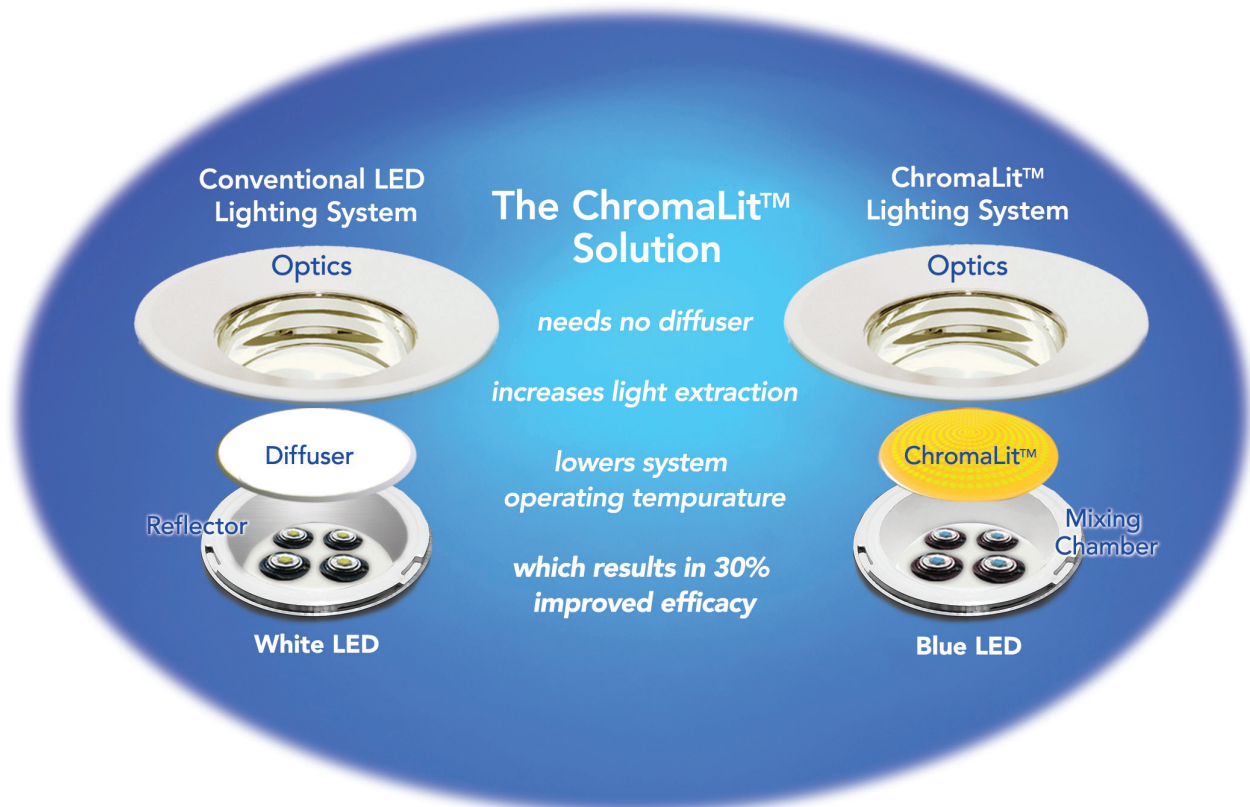 Conventional LED
Lighting System
Optics
Diffuser
Reflector
White LED
The ChromaLit™
Solution
needs no diffuser
increases light extraction
lowers system
operating tempurature
which results in 30%
improved efficacy
ChromaLit™
Lighting System
Optics
ChromaLit™
Mixing
Chamber
Blue LED